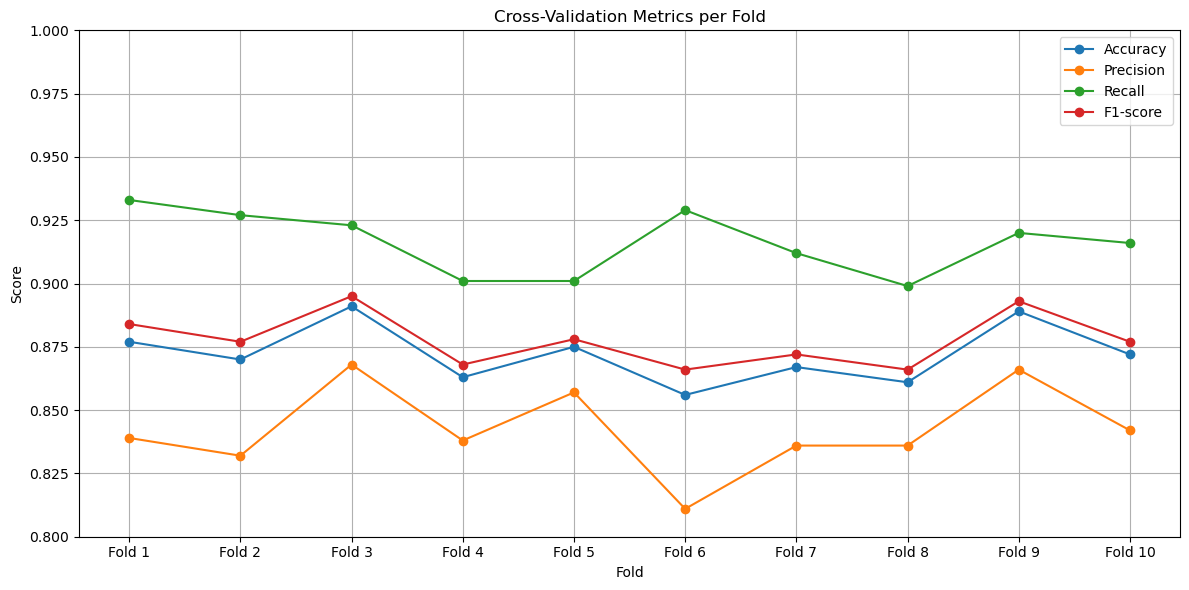 Cross-Validation Metrics per Fold
1.000
0.975
0.950
0.925
0.900
0.875
0.850
0.825
0.800
Score
Accuracy
Precision
Recall
F1-score
Fold 1 Fold 2 Fold 3 Fold 4 Fold 5 Fold 6 Fold 7 Fold 8 Fold 9 Fold 10
Fold